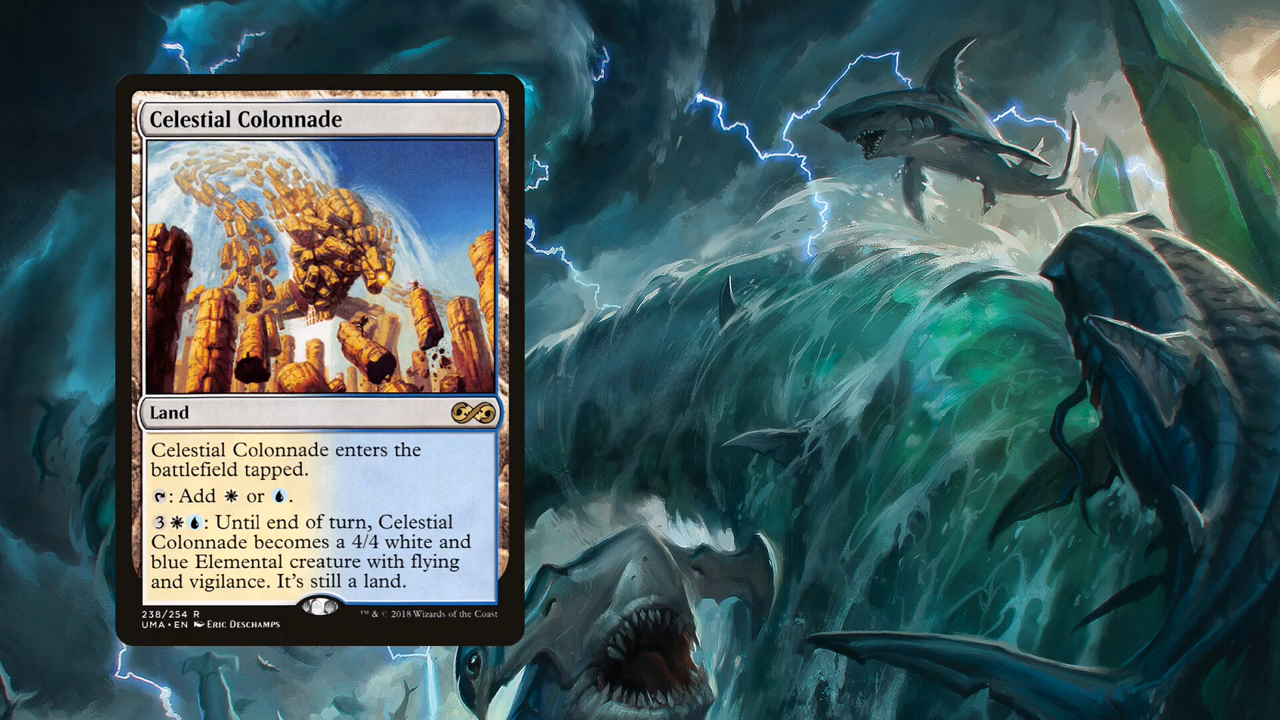 Celestial Colonnade
Land
Celestial Colonnade enters the
battlefield tapped.
: Add or .
3 : Until end of turn, Celestial
Colonnade becomes a 4/4 white and
blue Elemental creature with flying
and vigilance. It's still a land.
238/254 R
UMA • EN Eric Deschamps
™ & © 2018 Wizards of the Coast